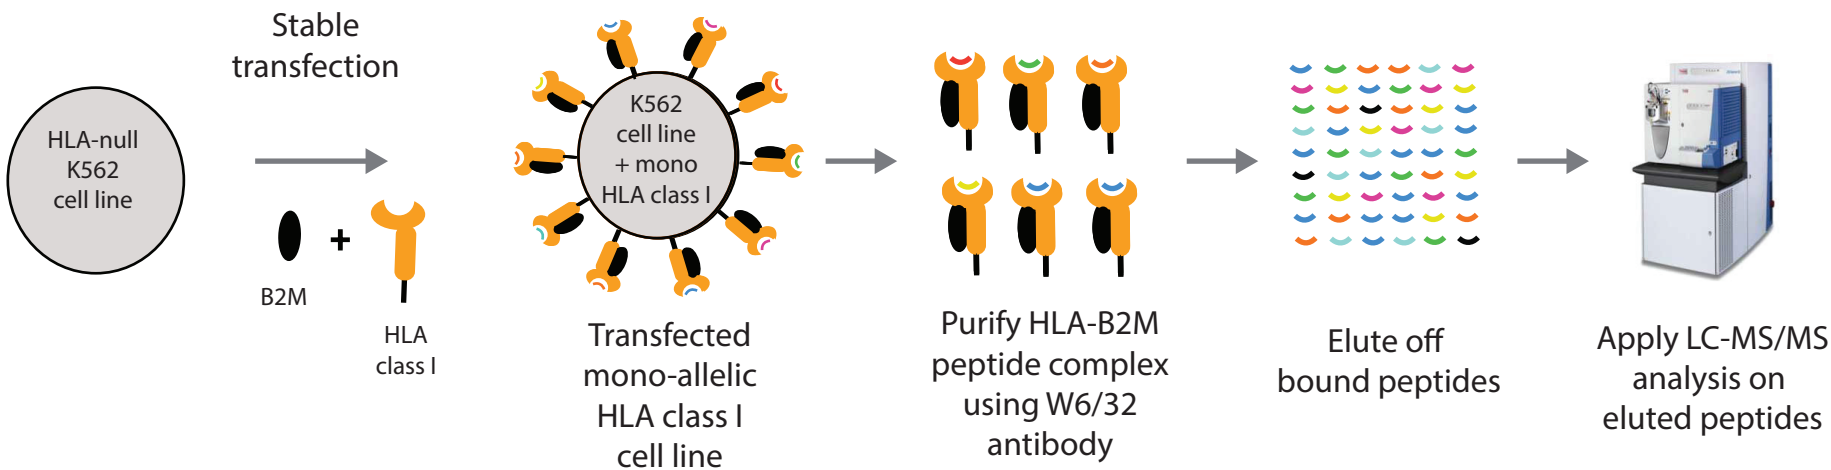 HLA-null
K562
cell line
Stable
transfection
B2M
+
HLA
class I
K562
cell line
+ mono
HLA class I
Transfected
mono-allelic
HLA class I
cell line
Purify HLA-B2M
peptide complex
using W6/32
antibody
Elute off
bound peptides
Apply LC-MS/MS
analysis on
eluted peptides